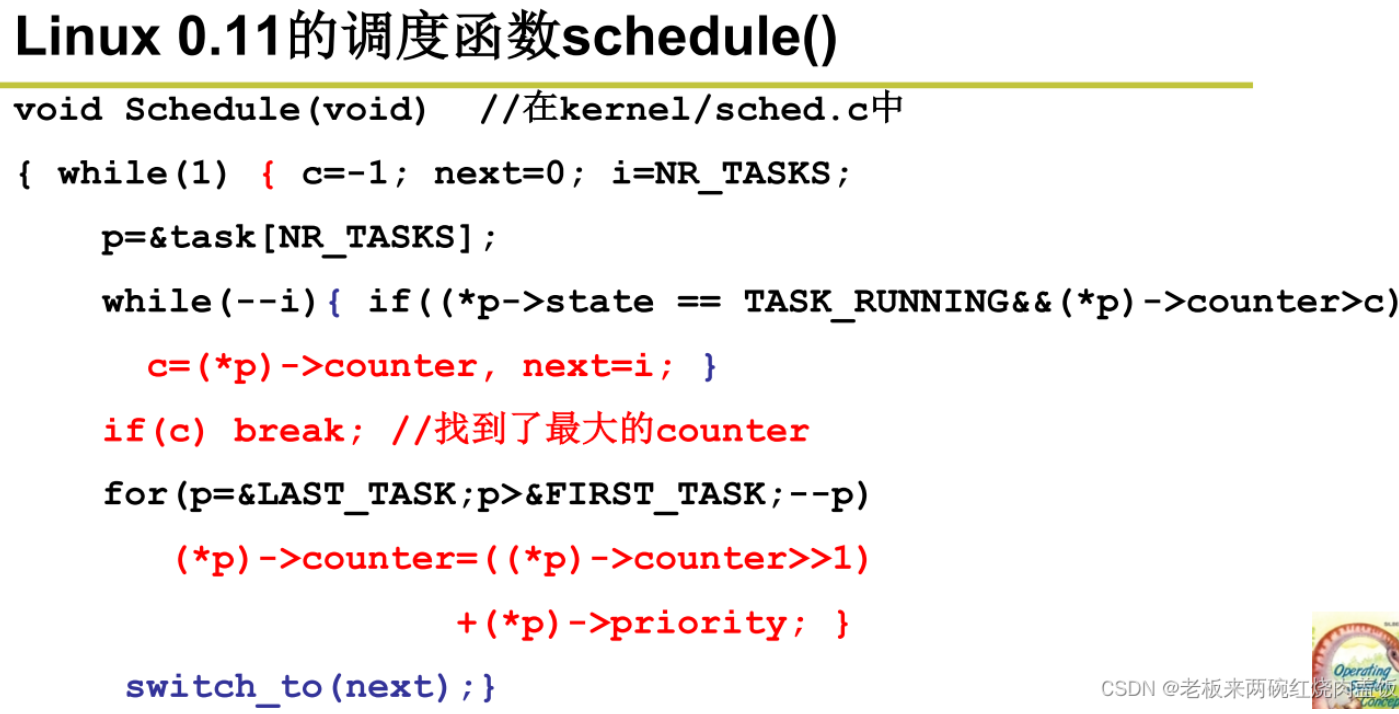 Linux 0.11的调度函数schedule()
void Schedule(void) //在kernel/sched.c中
{ while(1) { c=-1; next=0; i=NR_TASKS;
p=&task[NR_TASKS];
while(--i){ if((*p->state == TASK_RUNNING&&(*p)->counter>c)
c=(*p)->counter, next=i; }
if(c) break; //找到了最大的counter
for(p=&LAST_TASK;p>&FIRST_TASK;--p)
(*p)->counter=((*p)->counter>>1)
+(*p)->priority; }
switch_to(next);}
Operating
CSDN @老板来两碗红烧肉盖饭